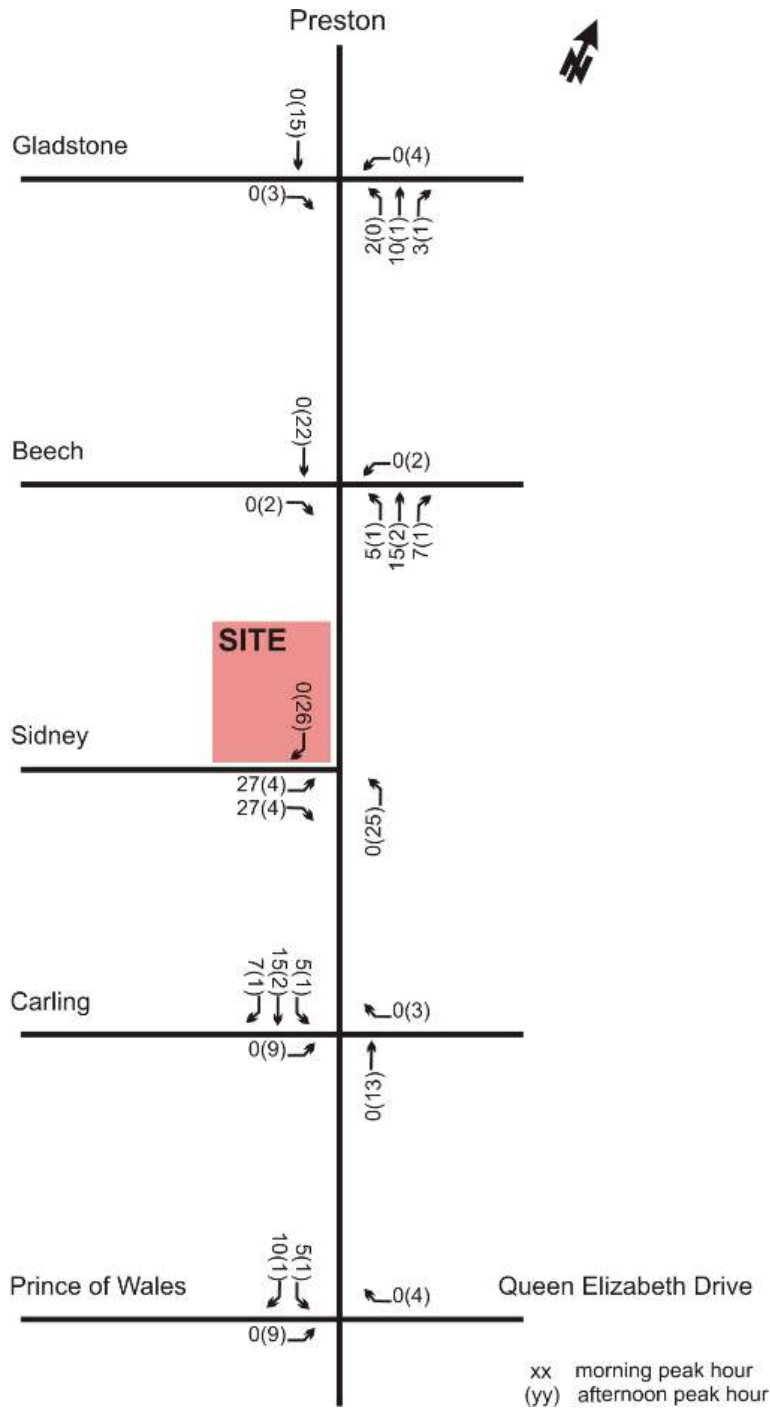 Preston
N
0(15)
Gladstone
0(4)
0(3)
2(0)
10(1)
3(1)
0(22)
Beech
0(2)
0(2)
5(1)
15(2)
7(1)
SITE
0(26)
Sidney
27(4)
27(4)
0(25)
7(1)
15(2)
5(1)
Carling
0(3)
0(9)
0(13)
10(1)
5(1)
Prince of Wales
0(4)
Queen Elizabeth Drive
0(9)
xx morning peak hour
(yy) afternoon peak hour